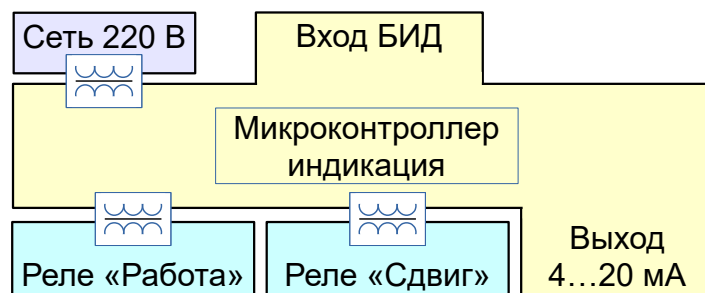 Сеть 220 В
Вход БИД
Микроконтроллер
индикация
Реле «Работа»
Реле «Сдвиг»
Выход
4…20 мА